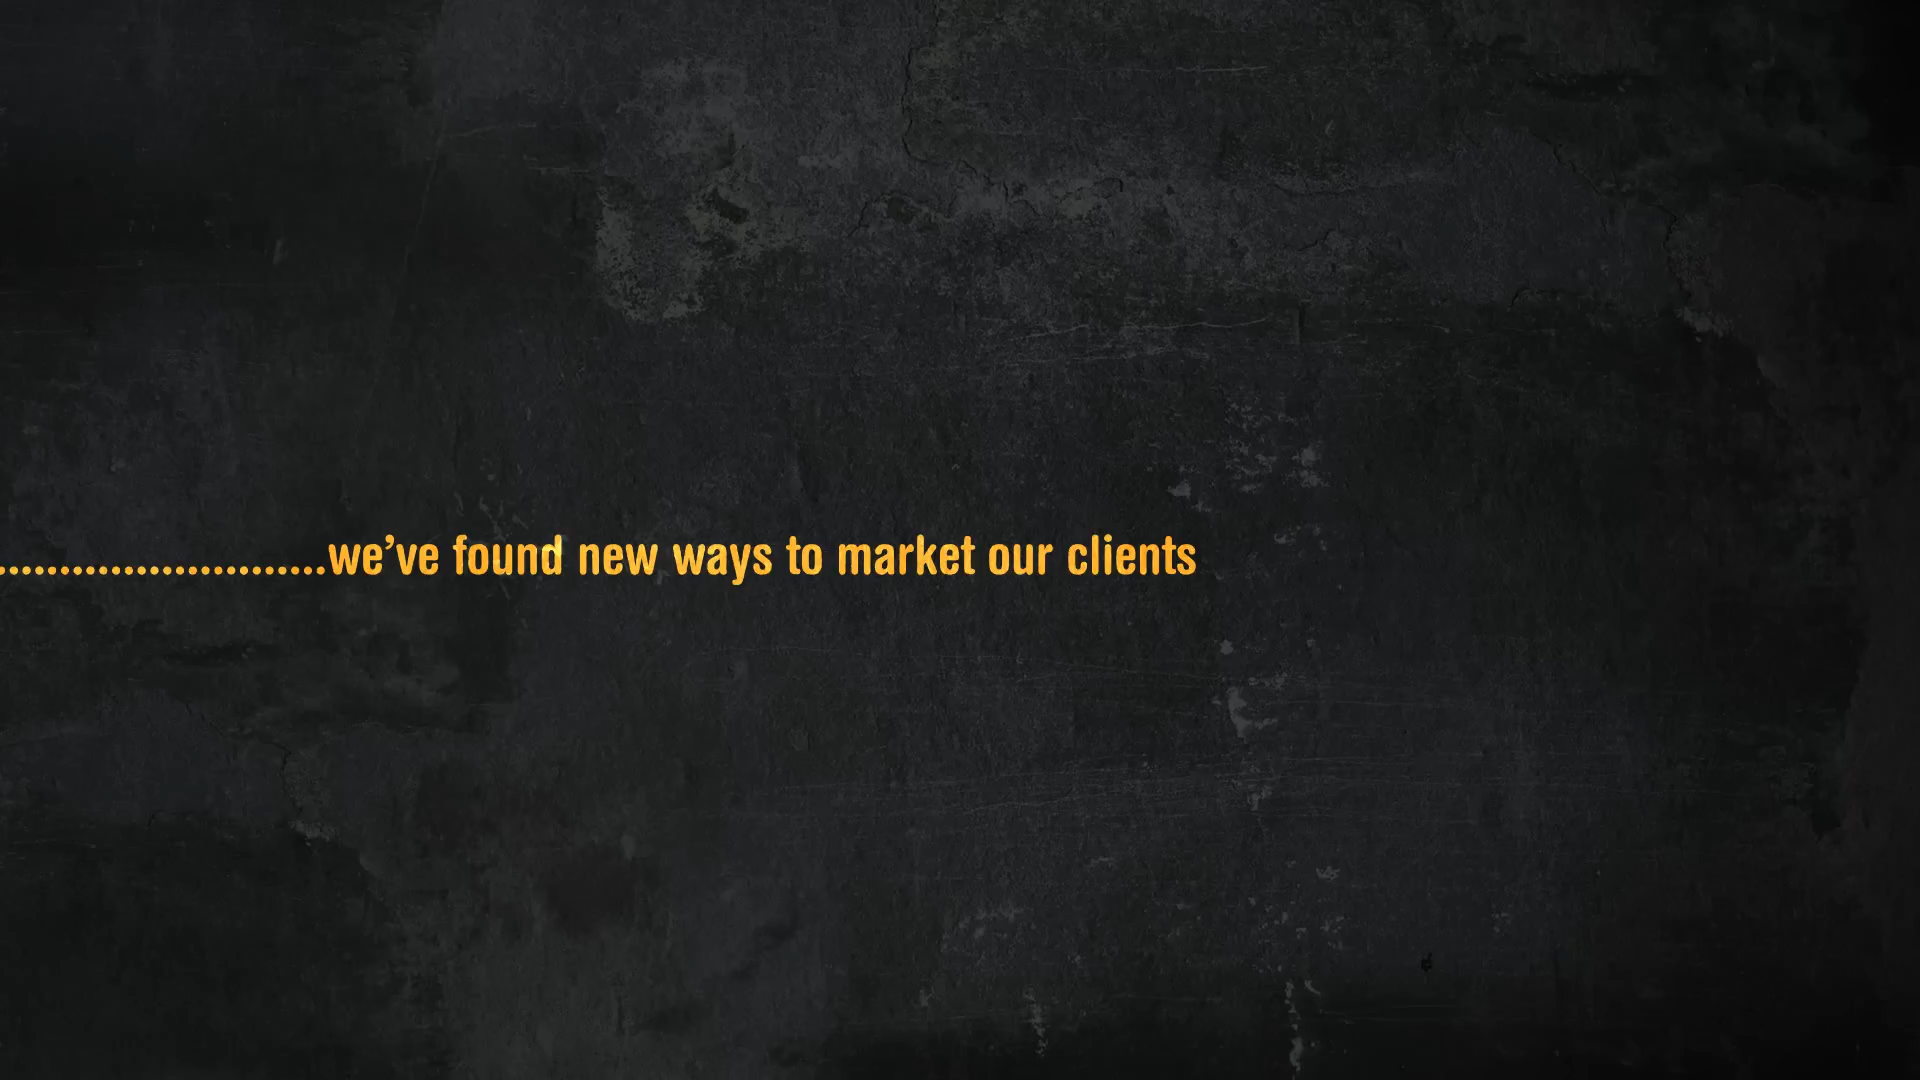 ..........................we’ve found new ways to market our clients